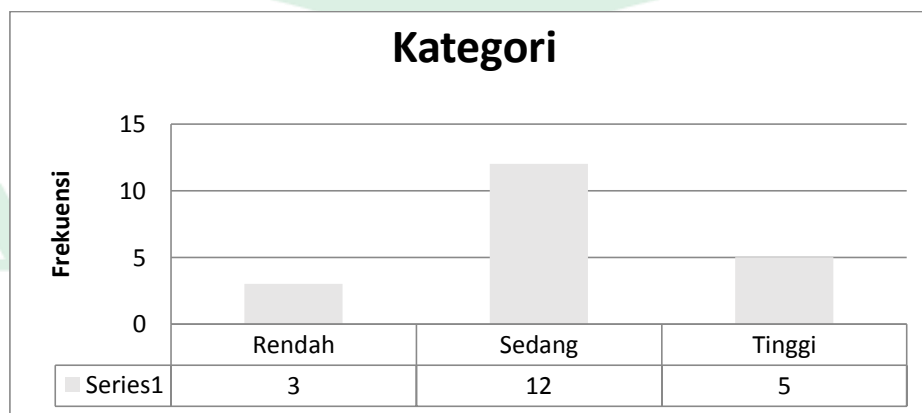 Kategori
Frekuensi
15
10
5
0
Rendah Sedang Tinggi
Series1 3 12 5